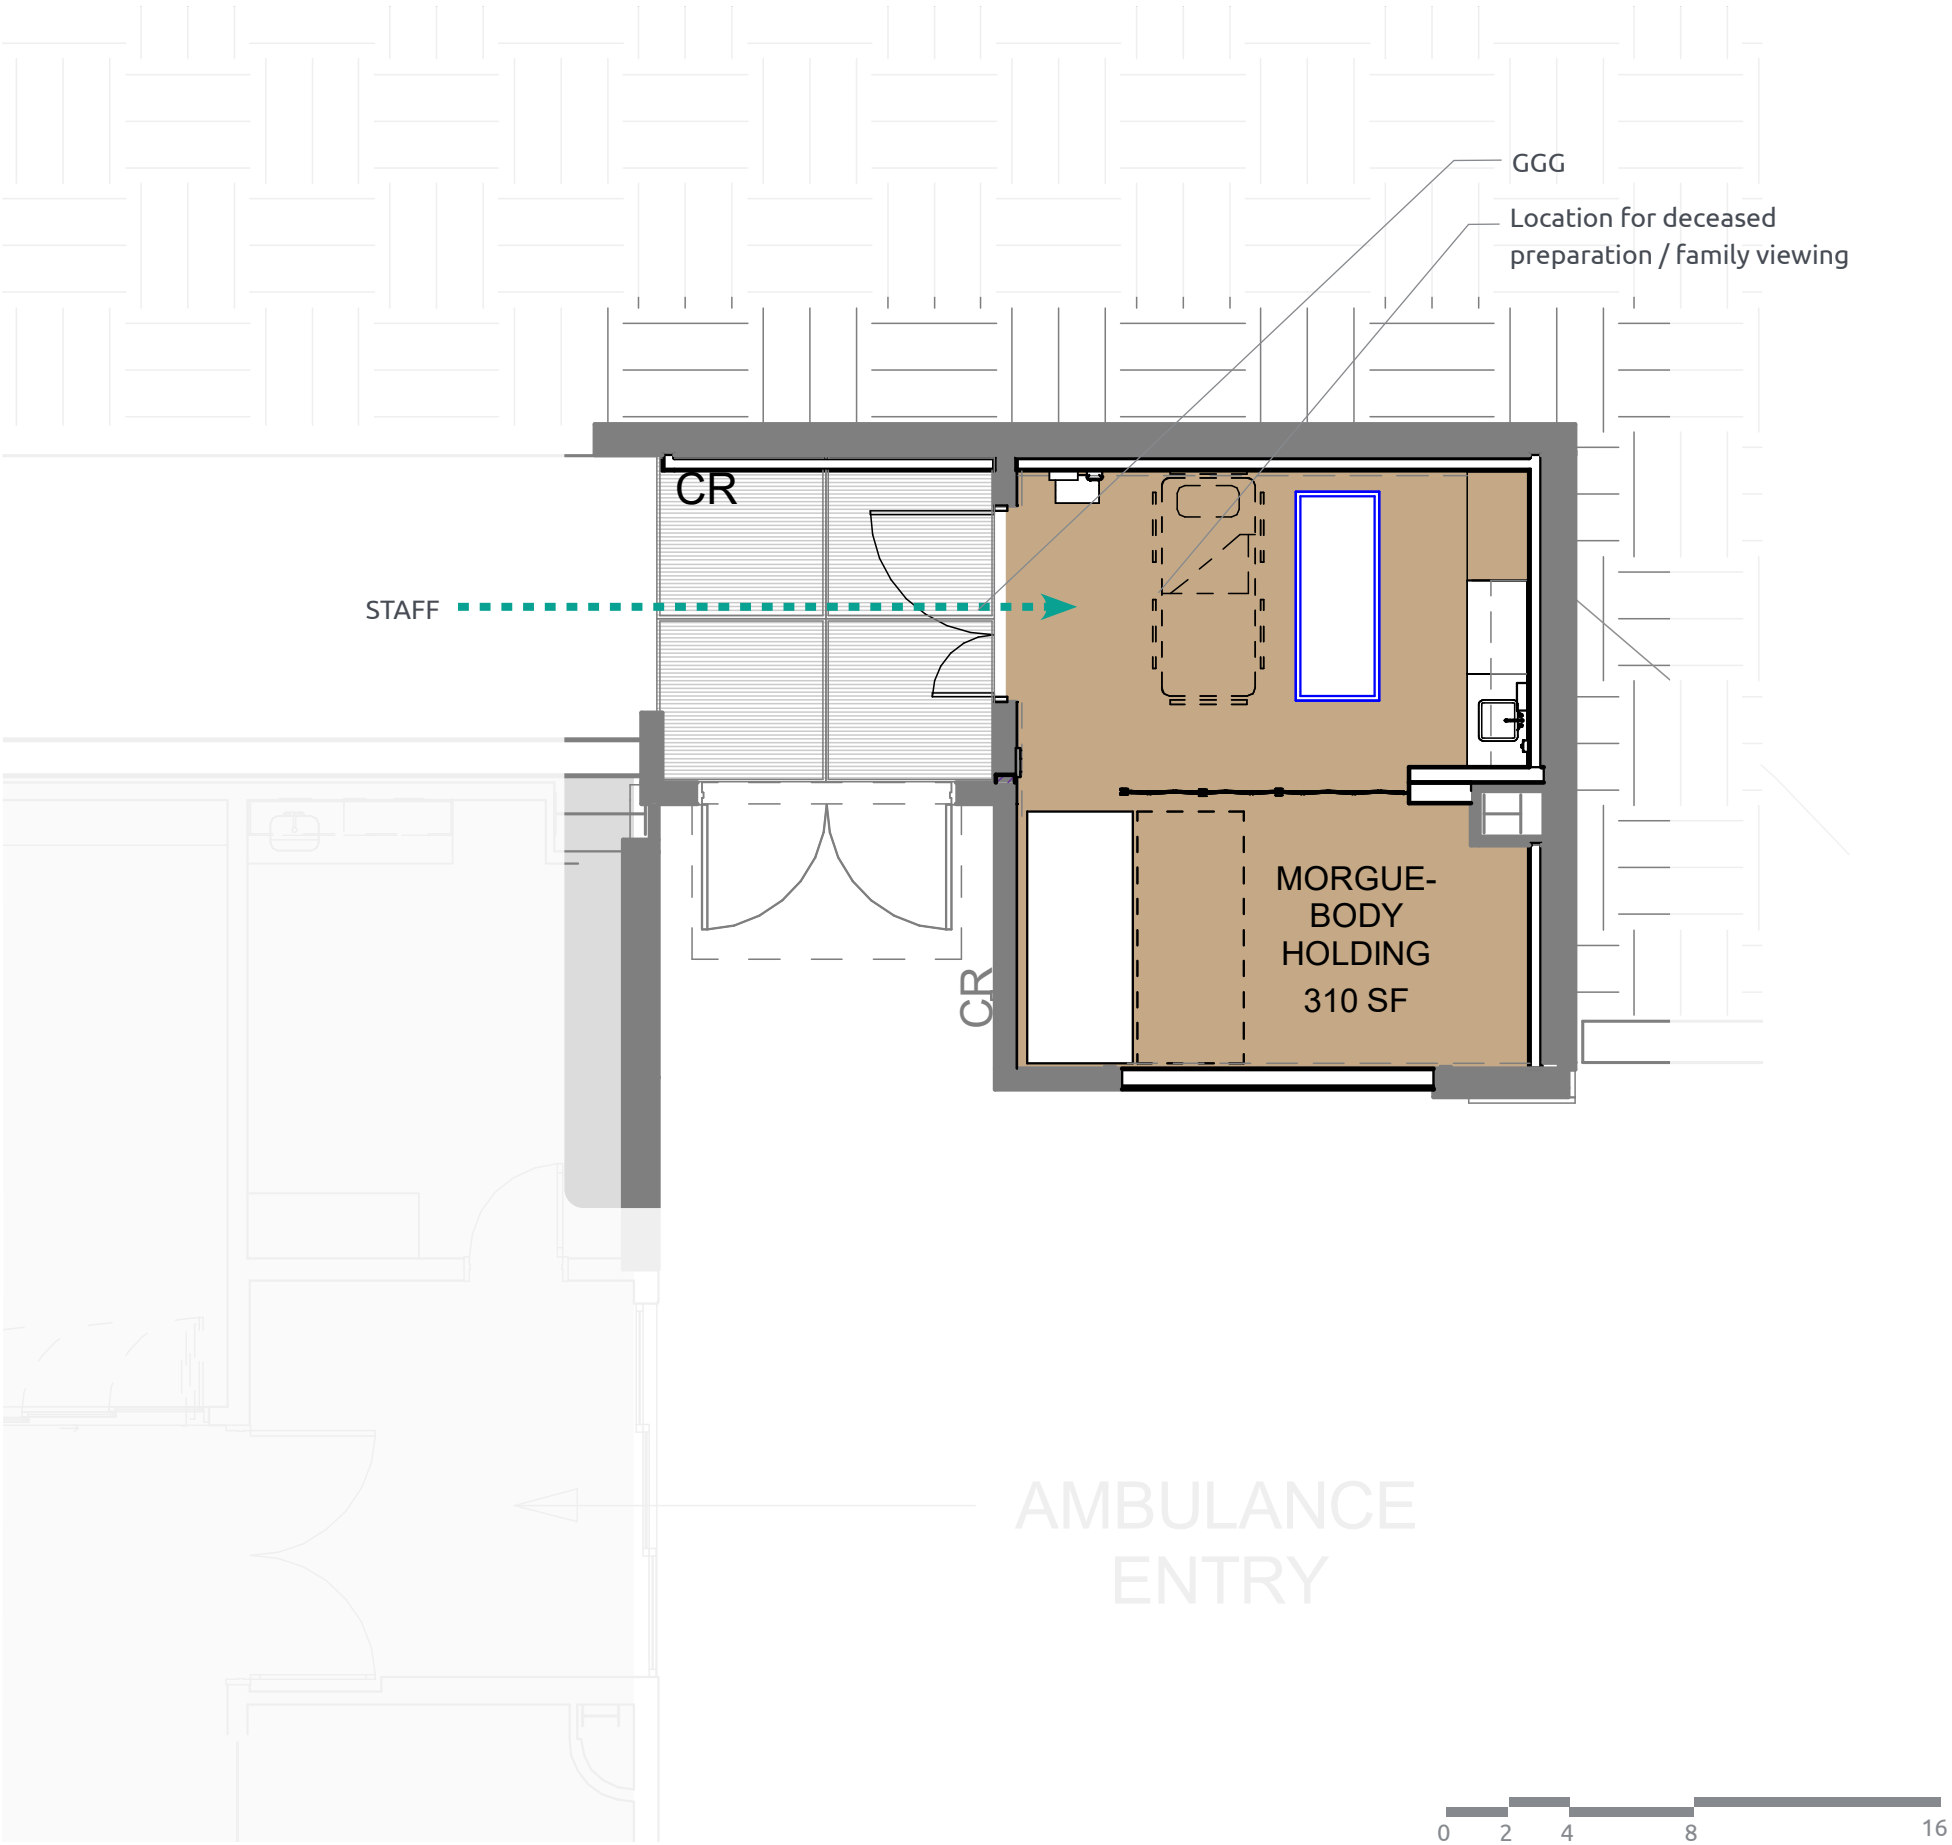 GGG
Location for deceased
preparation / family viewing
CR
STAFF
MORGUE-
BODY
HOLDING
310 SF
CR
AMBULANCE
ENTRY
0 2 4 8 16